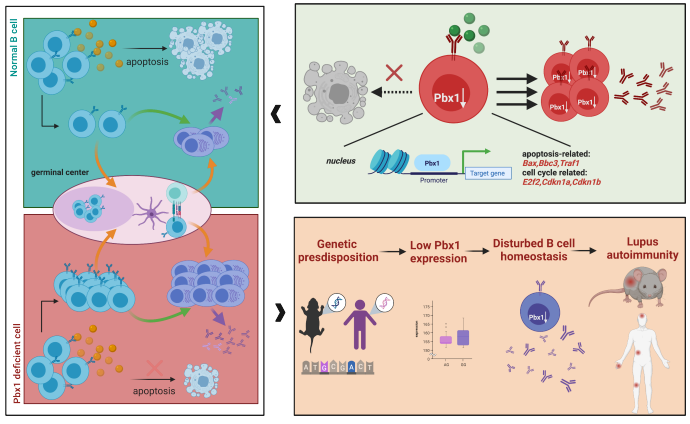 Normal B cell
apoptosis
germinal center
Pbx1 deficient cell
apoptosis
Pbx1
Pbx1
Pbx1
Pbx1
Pbx1
nucleus
Pbx1
Promoter
Target gene
apoptosis-related:
Bax,Bbc3,Traf1
cell cycle related:
E2f2,Cdkn1a,Cdkn1b
Genetic
presdisposition
Low Pbx1
expression
Disturbed B cell
homeostasis
Lupus
autoimmunity
Pbx1
A T G C G A C T